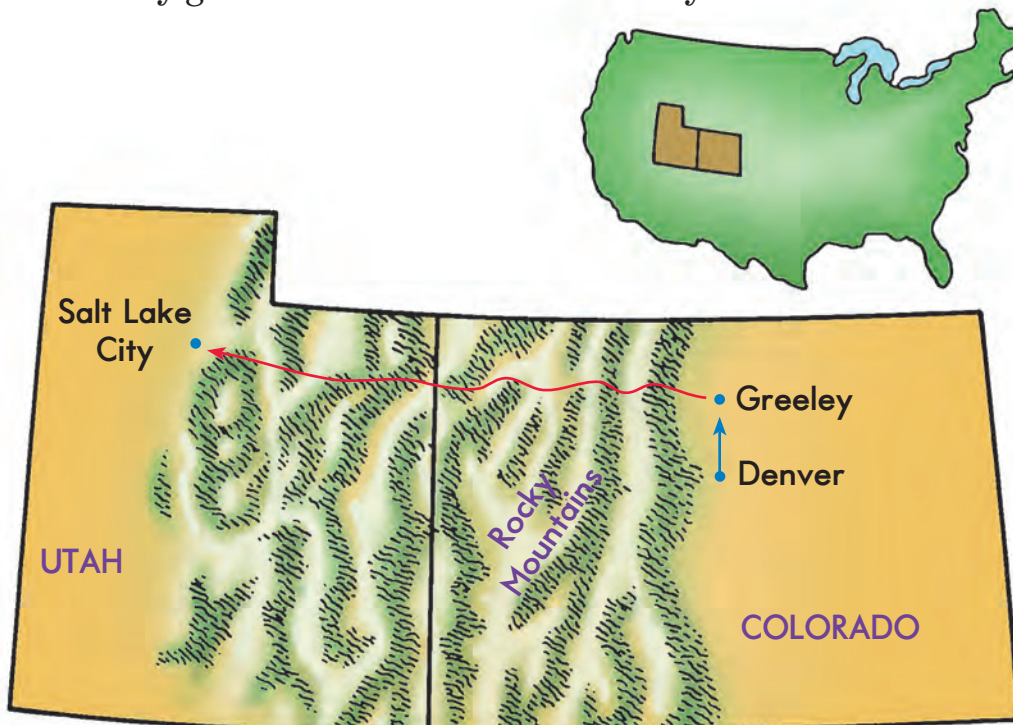 Salt Lake
City
Greeley
Denver
Rocky
Mountains
UTAH
COLORADO